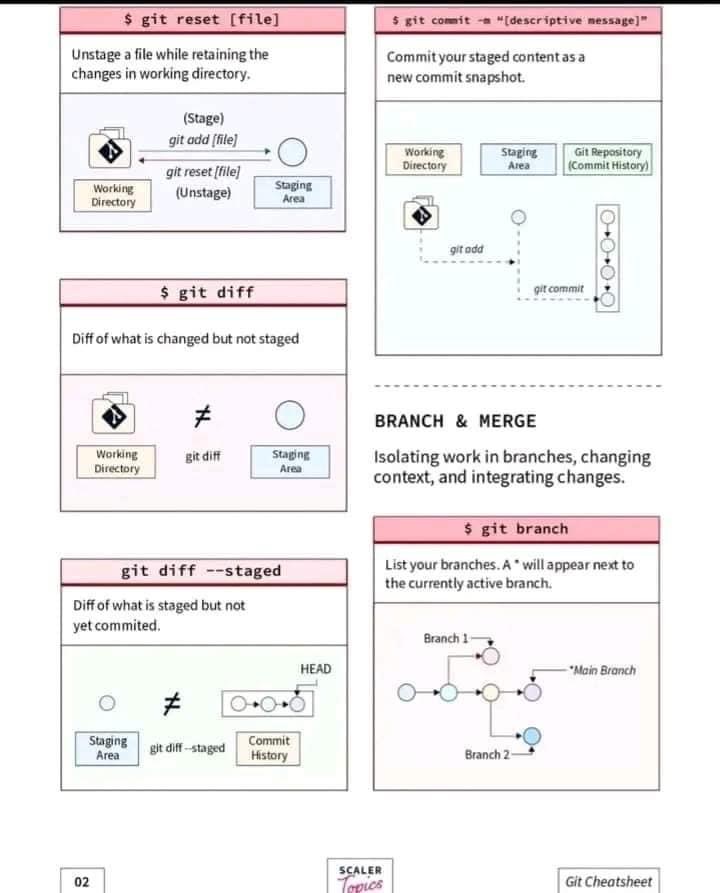 $ git reset [file]
Unstage a file while retaining the
changes in working directory.
(Stage)
git add [file]
git reset [file]
(Unstage)
Working
Directory
Staging
Area
$ git diff
Diff of what is changed but not staged
≠
Working
Directory
git diff
Staging
Area
git diff --staged
Diff of what is staged but not
yet commited.
HEAD
≠
Staging
Area
git diff --staged
Commit
History
$ git commit -m "[descriptive message]"
Commit your staged content as a
new commit snapshot.
Working
Directory
Staging
Area
Git Repository
(Commit History)
git add
git commit
BRANCH & MERGE
Isolating work in branches, changing
context, and integrating changes.
$ git branch
List your branches. A * will appear next to
the currently active branch.
Branch 1
*Main Branch
Branch 2
02
SCALER
Topics
Git Cheatsheet